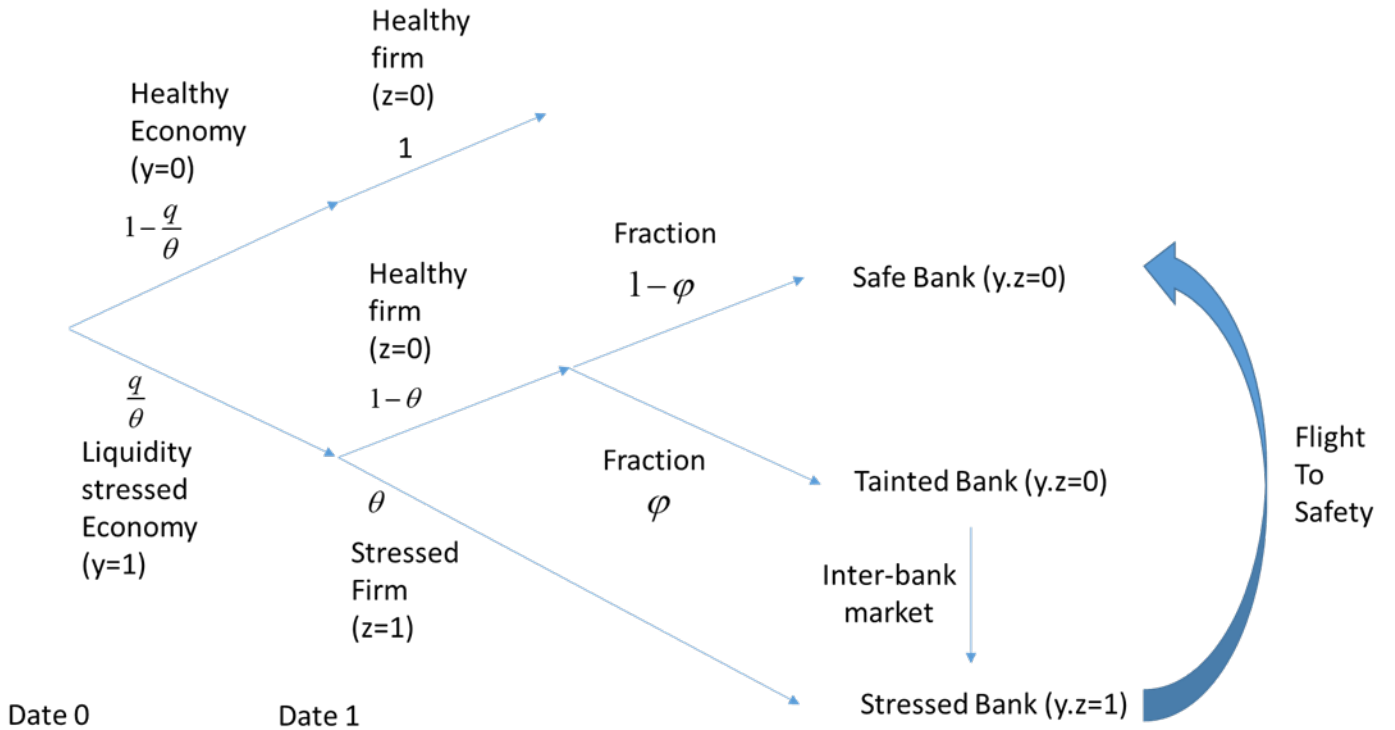 Healthy
firm
(z=0)
1
Healthy
Economy
(y=0)
1 − q/θ
Fraction
1 − φ
Safe Bank (y.z=0)
Healthy
firm
(z=0)
1 − θ
q/θ
Liquidity
stressed
Economy
(y=1)
Fraction
φ
Tainted Bank (y.z=0)
Flight
To
Safety
θ
Stressed
Firm
(z=1)
Inter-bank
market
Stressed Bank (y.z=1)
Date 0
Date 1